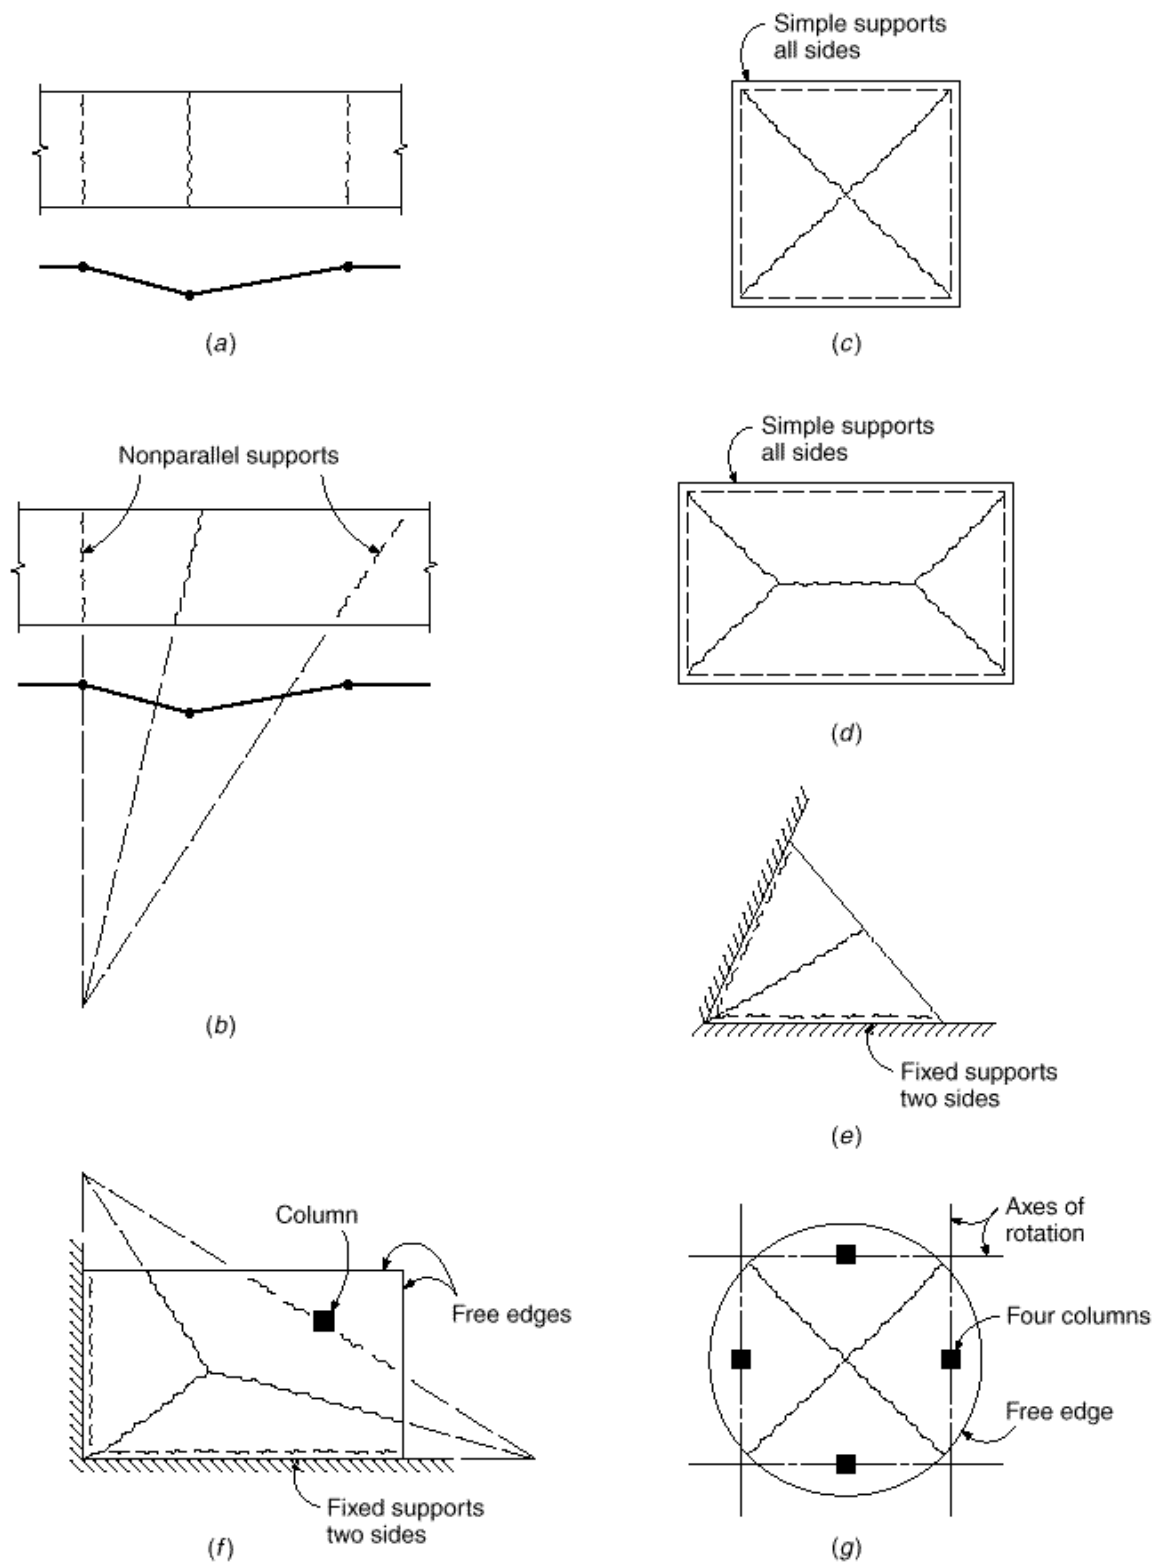 Simple supports
all sides
(a)
(c)
Nonparallel supports
Simple supports
all sides
(b)
(d)
Fixed supports
two sides
(e)
Column
Free edges
Fixed supports
two sides
(f)
Axes of
rotation
Four columns
Free edge
(g)